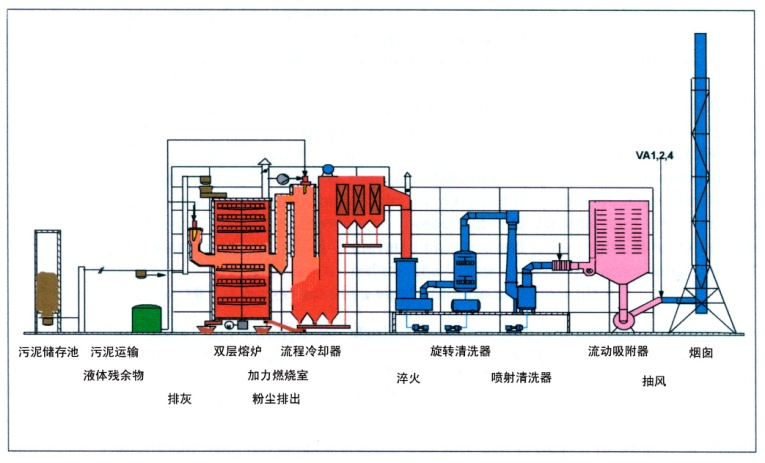 VA1,2,4
污泥储存池 污泥运输 双层熔炉 流程冷却器 旋转清洗器 流动吸附器 烟囱
液体残余物 加力燃烧室 淬火 喷射清洗器 抽风
排灰 粉尘排出